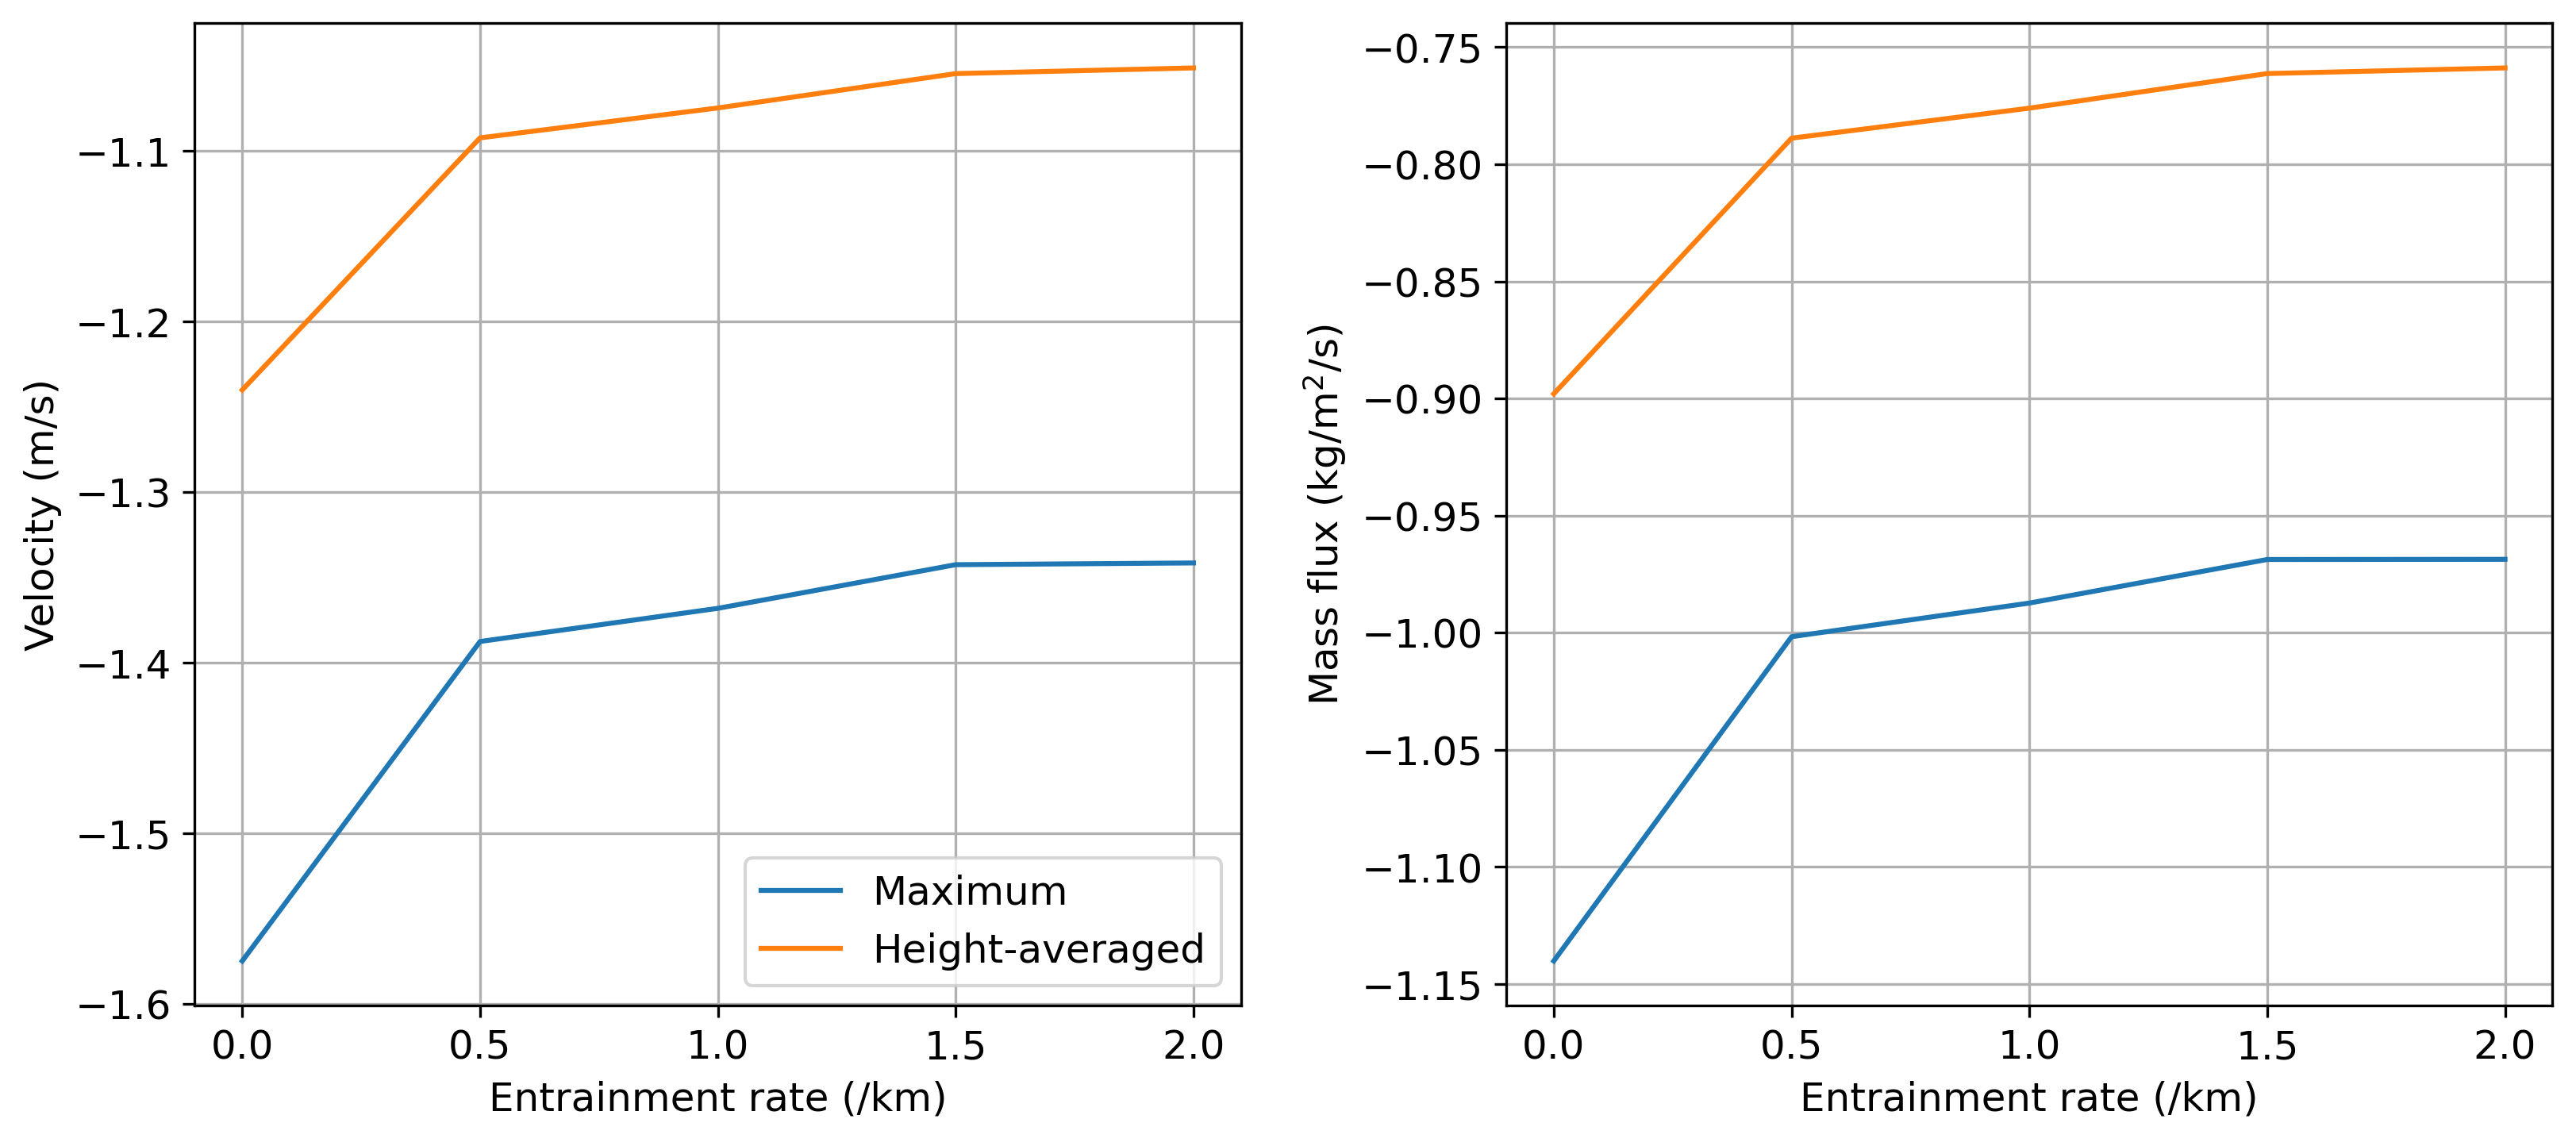 Velocity (m/s)
−1.1
−1.2
−1.3
−1.4
−1.5
−1.6
0.0 0.5 1.0 1.5 2.0
Entrainment rate (/km)
Maximum
Height-averaged
Mass flux (kg/m²/s)
−0.75
−0.80
−0.85
−0.90
−0.95
−1.00
−1.05
−1.10
−1.15
0.0 0.5 1.0 1.5 2.0
Entrainment rate (/km)